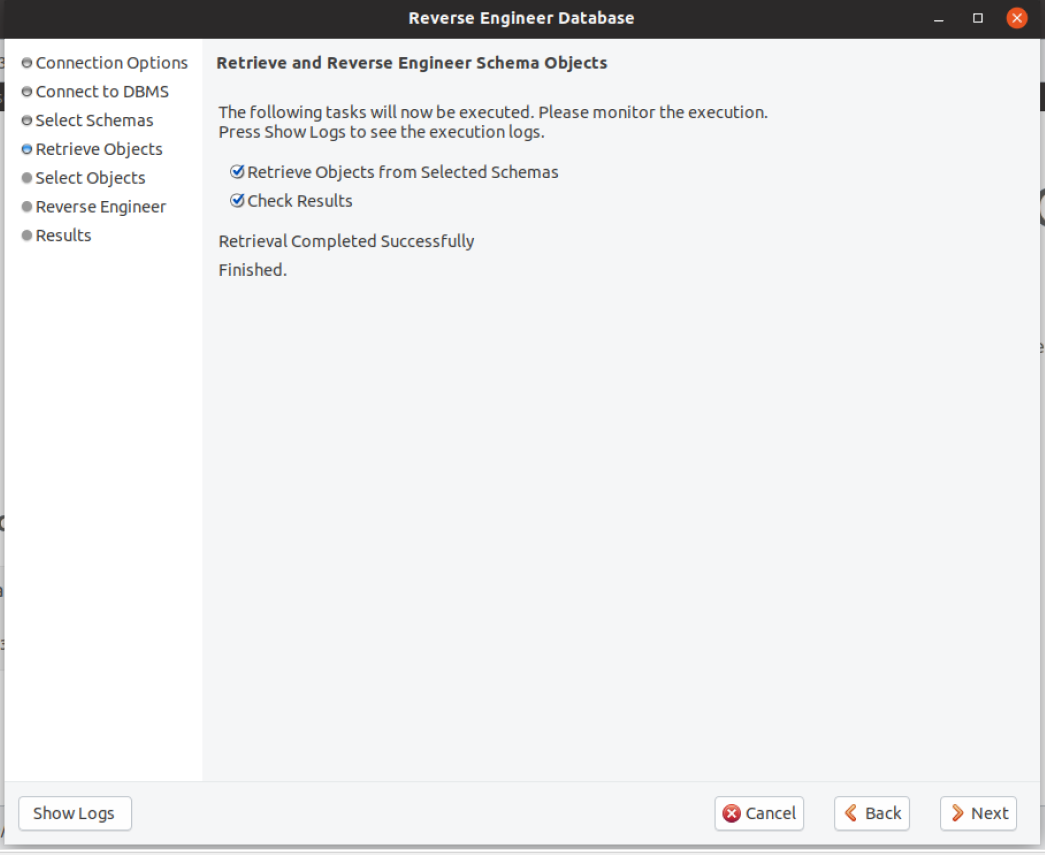 Reverse Engineer Database
Connection Options
Connect to DBMS
Select Schemas
Retrieve Objects
Select Objects
Reverse Engineer
Results
Retrieve and Reverse Engineer Schema Objects
The following tasks will now be executed. Please monitor the execution.
Press Show Logs to see the execution logs.
Retrieve Objects from Selected Schemas
Check Results
Retrieval Completed Successfully
Finished.
Show Logs
Cancel
Back
Next